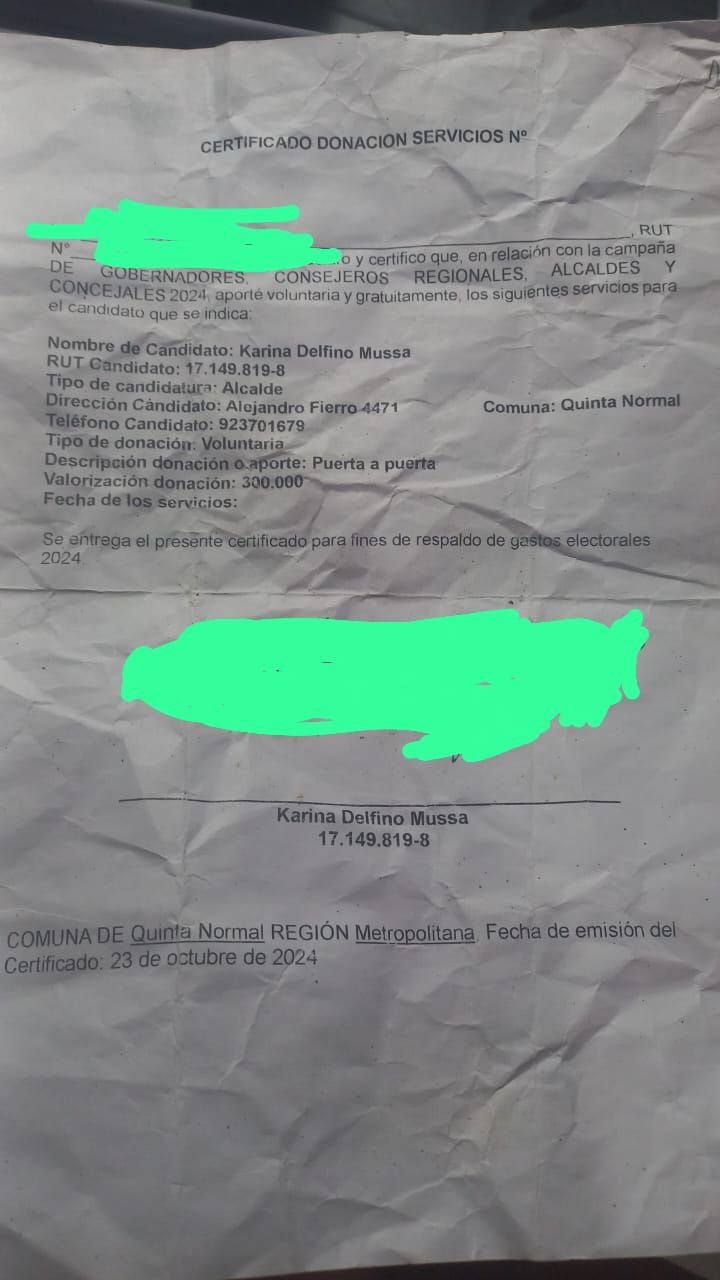 CERTIFICADO DONACION SERVICIOS Nº
, RUT
N° o y certifico que, en relación con la campaña
DE GOBERNADORES, CONSEJEROS REGIONALES, ALCALDES Y
CONCEJALES 2024, aporté voluntaria y gratuitamente, los siguientes servicios para
el candidato que se indica:
Nombre de Candidato: Karina Delfino Mussa
RUT Candidato: 17.149.819-8
Tipo de candidatura: Alcalde
Dirección Candidato: Alejandro Fierro 4471 Comuna: Quinta Normal
Teléfono Candidato: 923701679
Tipo de donación: Voluntaria
Descripción donación o aporte: Puerta a puerta
Valorización donación: 300.000
Fecha de los servicios:
Se entrega el presente certificado para fines de respaldo de gastos electorales
2024.
Karina Delfino Mussa
17.149.819-8
COMUNA DE Quinta Normal REGIÓN Metropolitana, Fecha de emisión del
Certificado: 23 de octubre de 2024